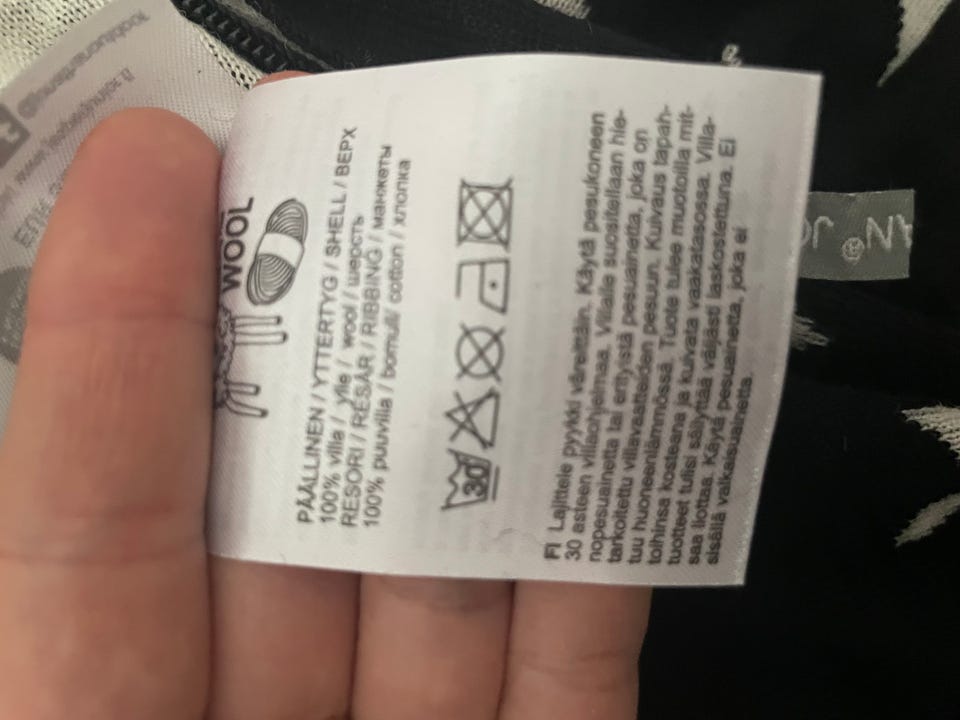 WOOL
PÄÄLLINEN / YTTERTYG / SHELL / ВЕРХ
100% villa / ylle / wool / шерсть
RESORI / RESÅR / RIBBING / манжеты
100% puuvilla / bomull/ cotton / хлопка
30
FI Lajittele pyykki väreittäin. Käytä pesukoneen
30 asteen villaohjelmaa. Villalle suositellaan hie-
nopesuainetta tai erityistä pesuainetta, joka on
tarkoitettu villavaatteiden pesuun. Kuivaus tapah-
tuu huoneenlämmössä. Tuote tulee muotoilla mit-
toihinsa kosteana ja kuivata vaakatasossa. Villa-
tuotteet tulisi säilyttää väljästi laskostettuna. Ei
saa liottaa. Käytä pesuainetta, joka ei
sisällä valkaisuainetta.